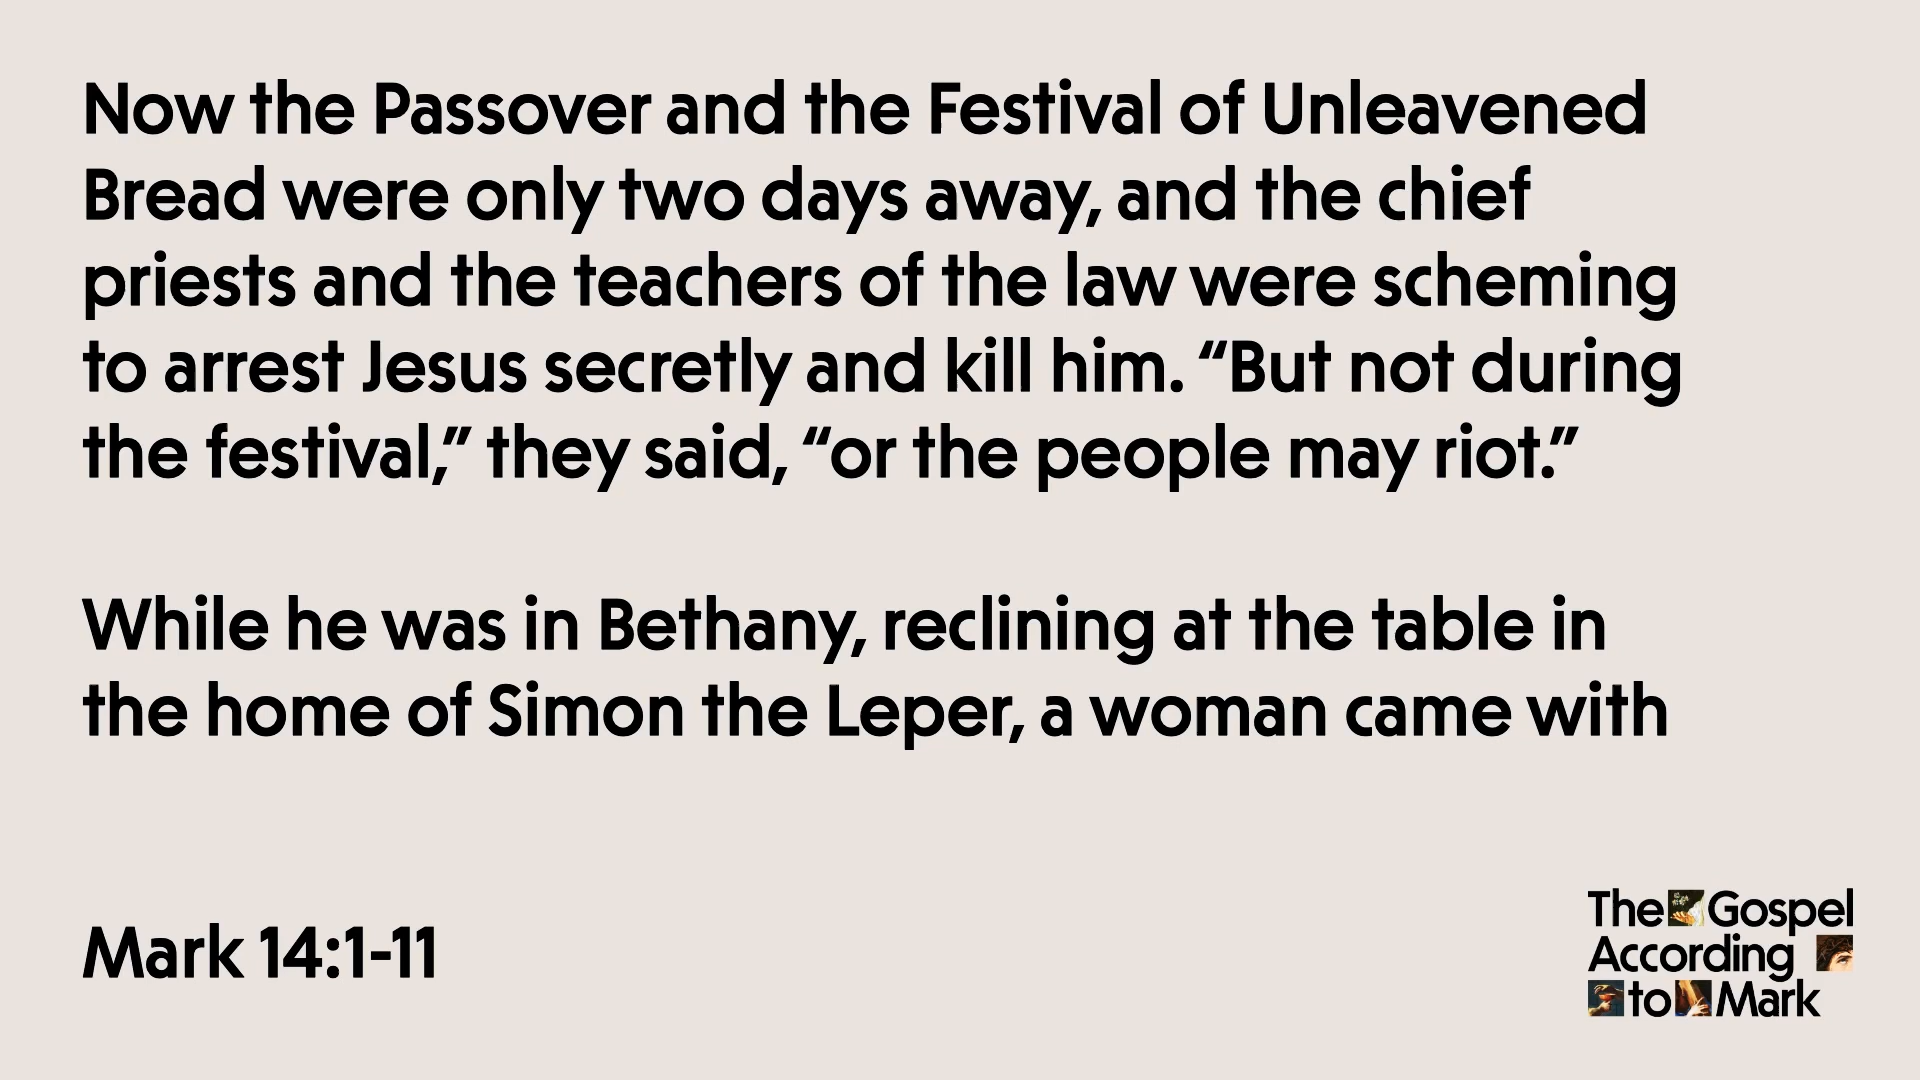 Now the Passover and the Festival of Unleavened
Bread were only two days away, and the chief
priests and the teachers of the law were scheming
to arrest Jesus secretly and kill him. “But not during
the festival,” they said, “or the people may riot.”
While he was in Bethany, reclining at the table in
the home of Simon the Leper, a woman came with
Mark 14:1-11
The Gospel
According
to Mark